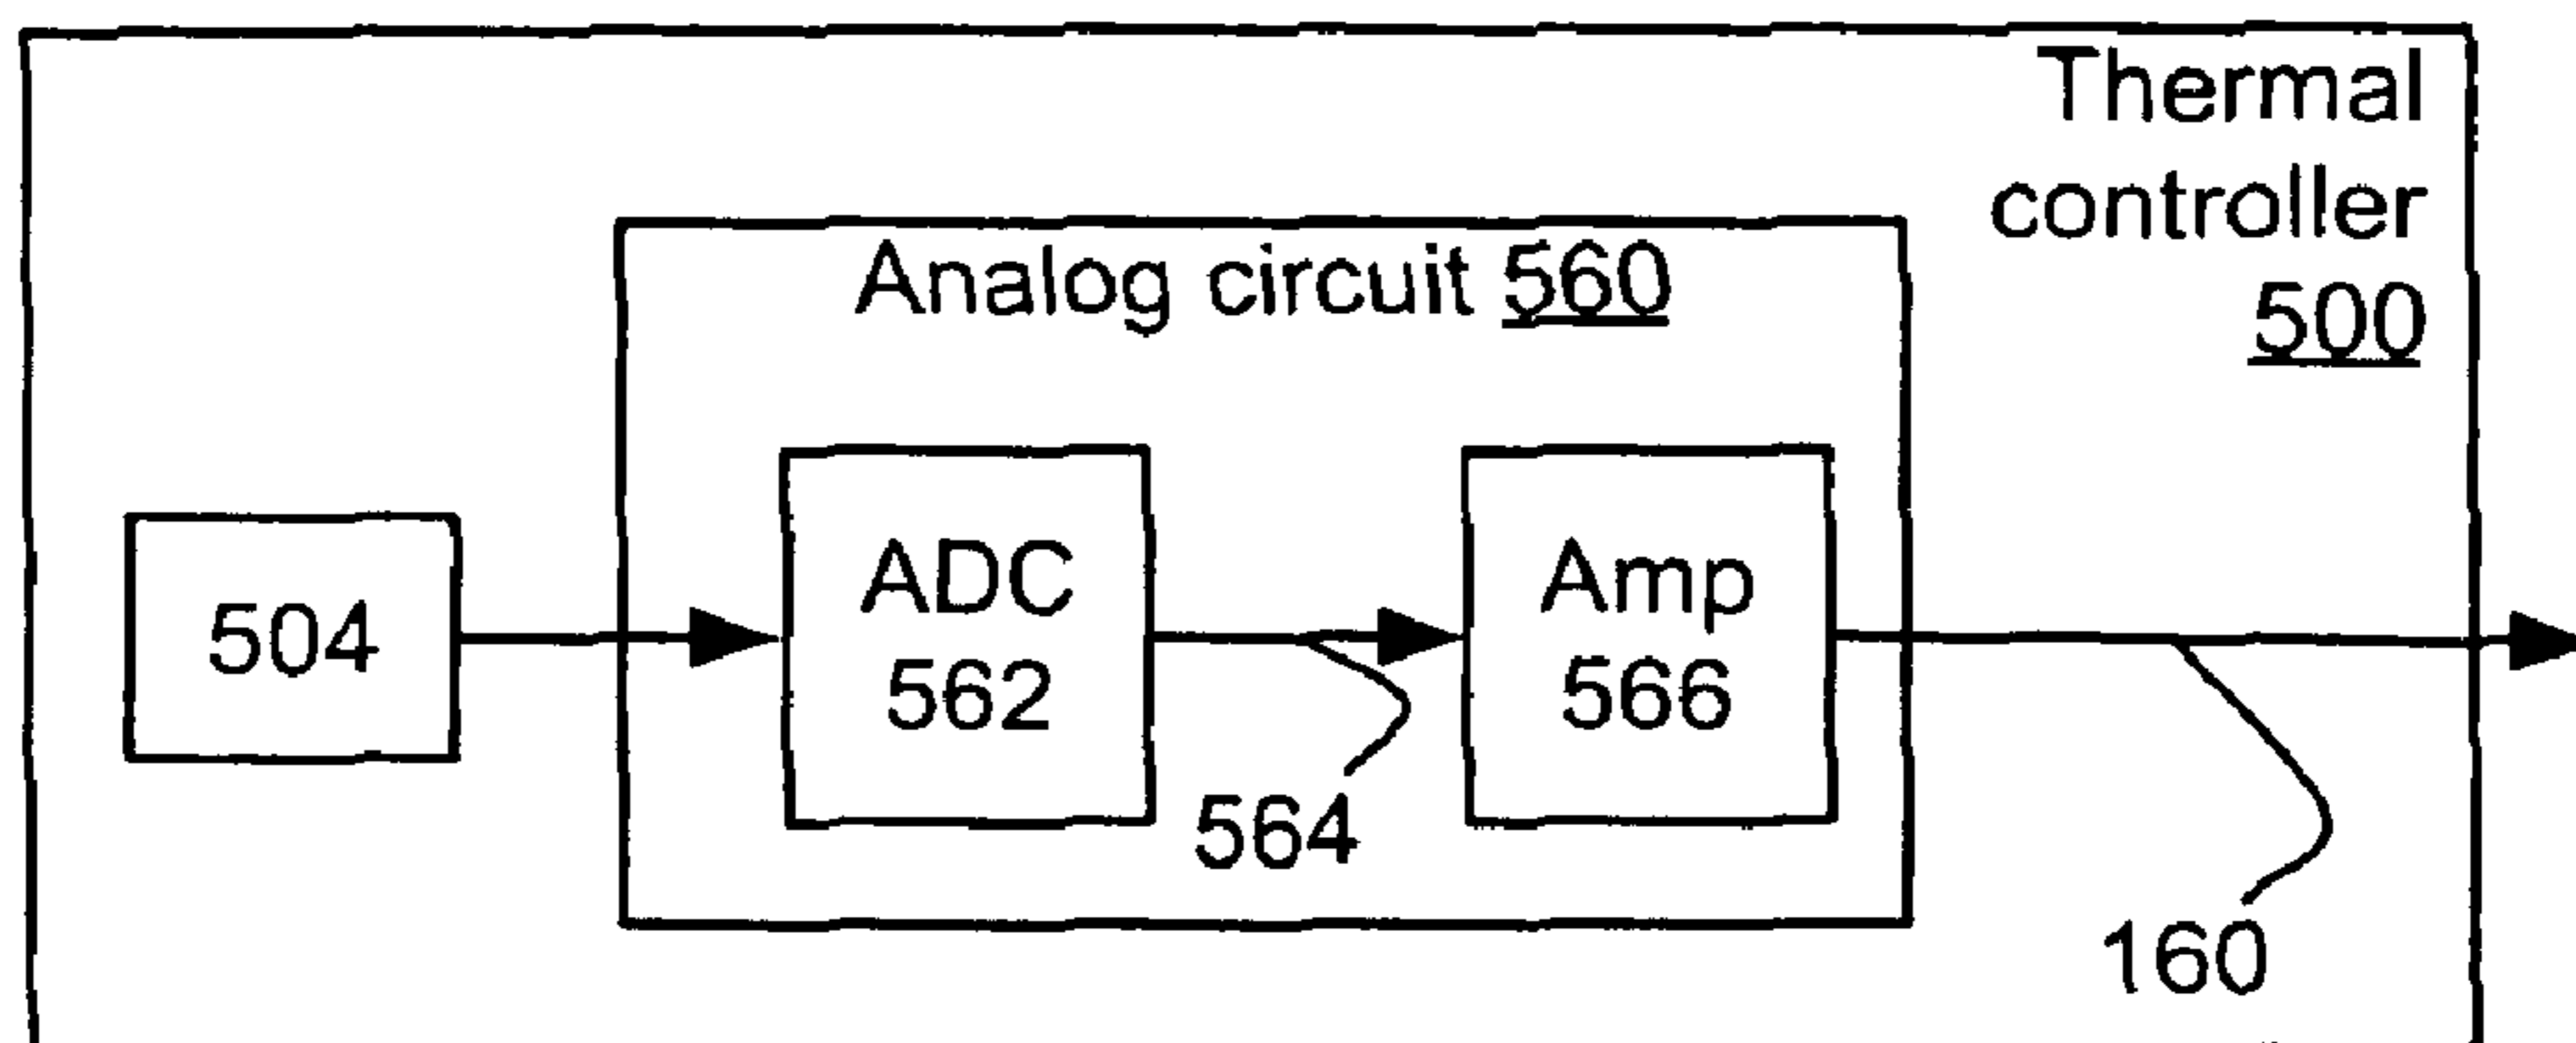 Thermal
controller
500
Analog circuit 560
504
ADC
562
564
Amp
566
160